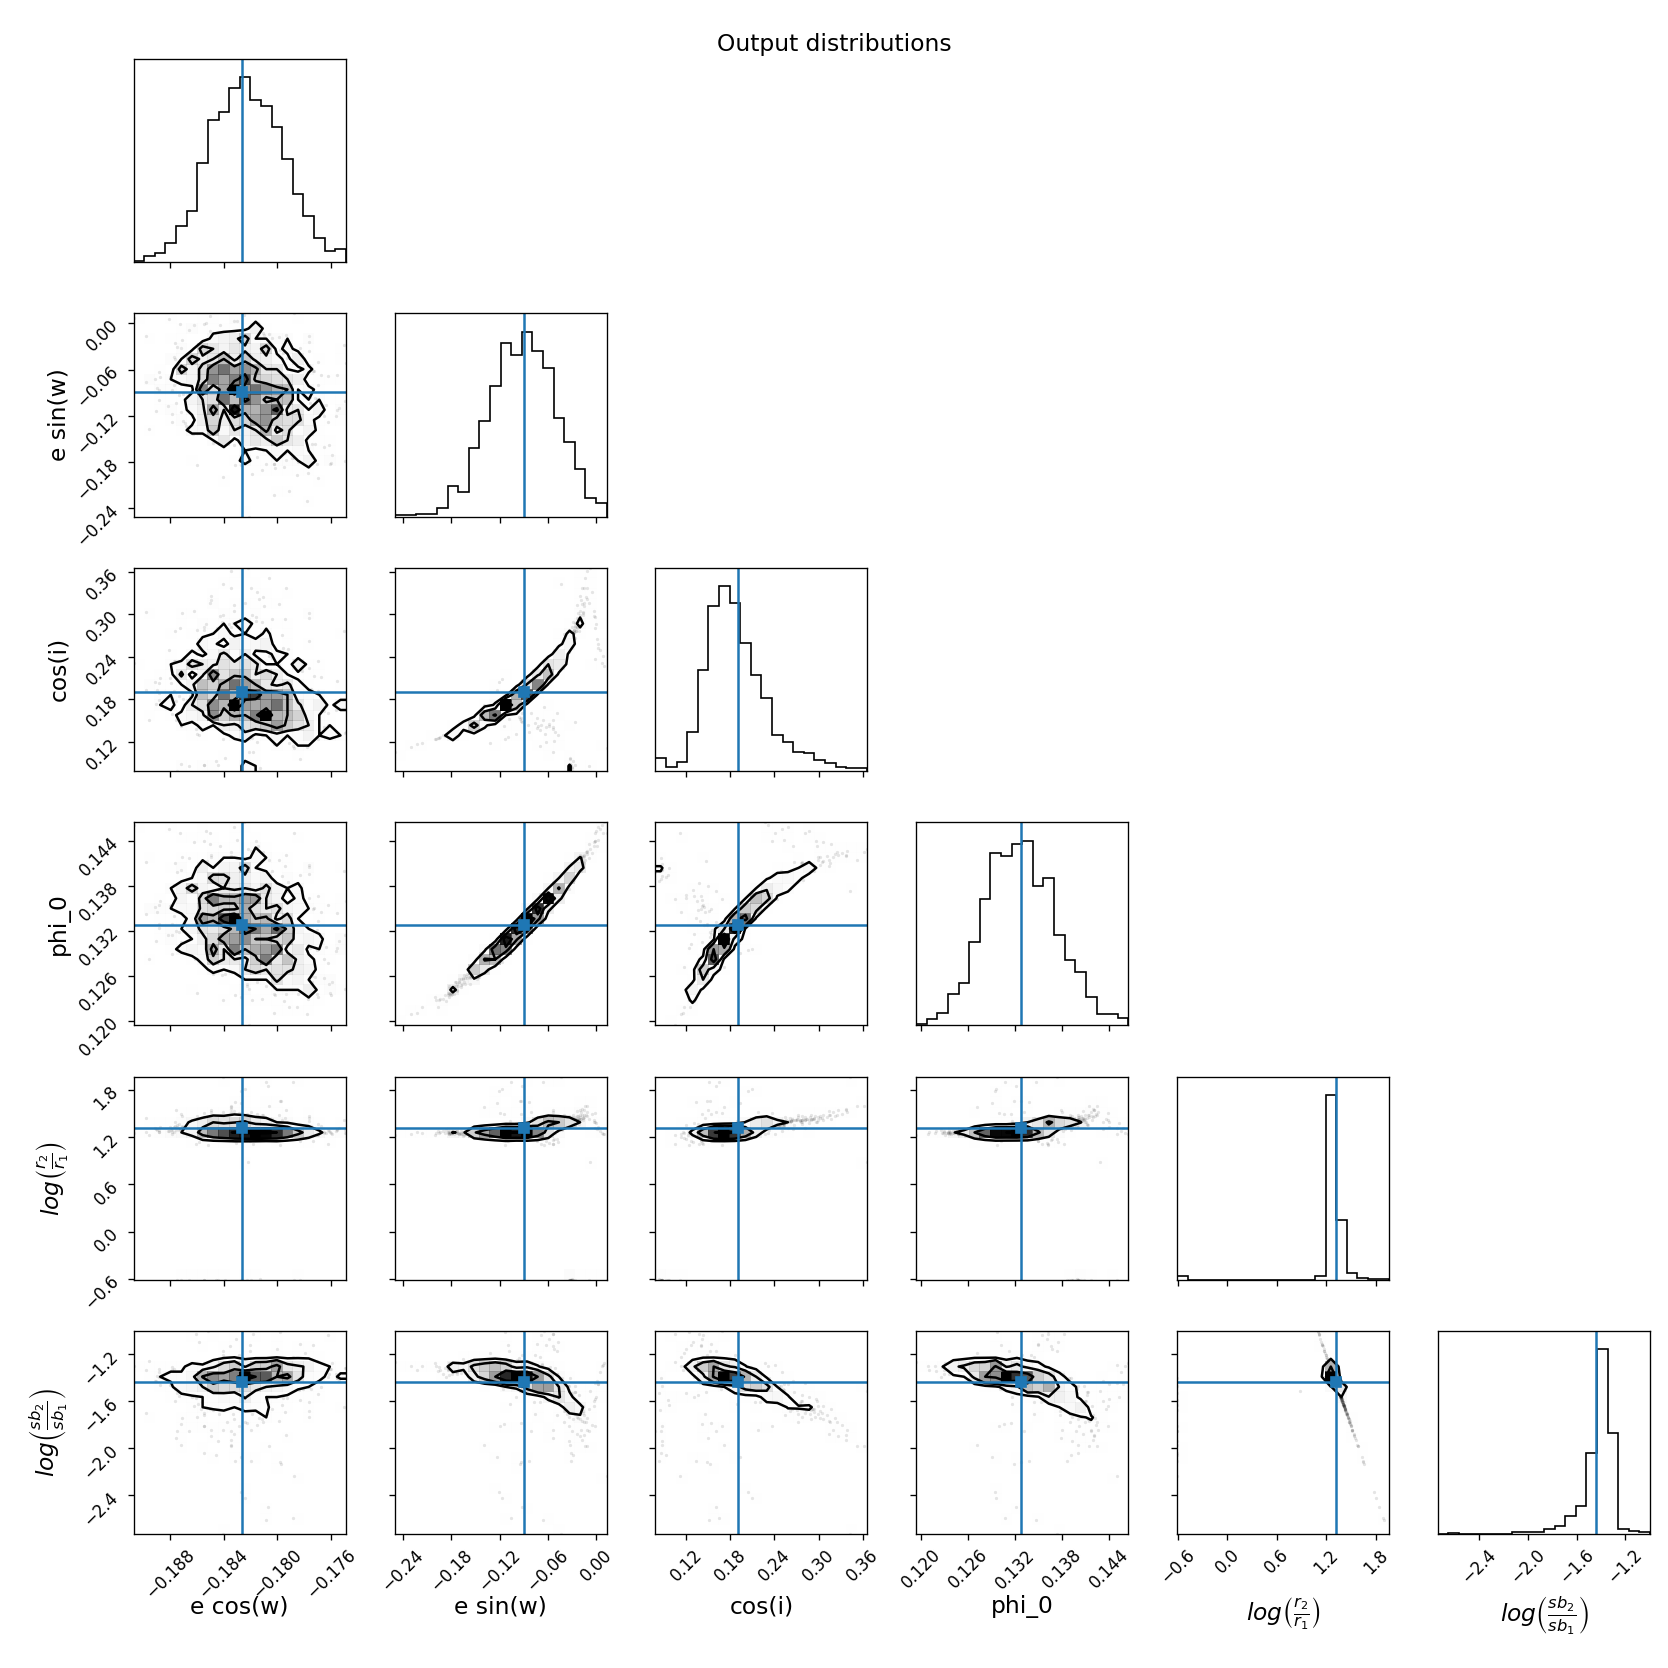 Output distributions
e sin(w)
0.00
−0.06
−0.12
−0.18
−0.24
cos(i)
0.36
0.30
0.24
0.18
0.12
phi_0
0.144
0.138
0.132
0.126
0.120
log(r₂/r₁)
1.8
1.2
0.6
0.0
−0.6
log(sb₂/sb₁)
−1.2
−1.6
−2.0
−2.4
−0.188 −0.184 −0.180 −0.176
−0.24 −0.18 −0.12 −0.06 0.00
0.12 0.18 0.24 0.30 0.36
0.120 0.126 0.132 0.138 0.144
−0.6 0.0 0.6 1.2 1.8
−2.4 −2.0 −1.6 −1.2
e cos(w)
e sin(w)
cos(i)
phi_0
log(r₂/r₁)
log(sb₂/sb₁)